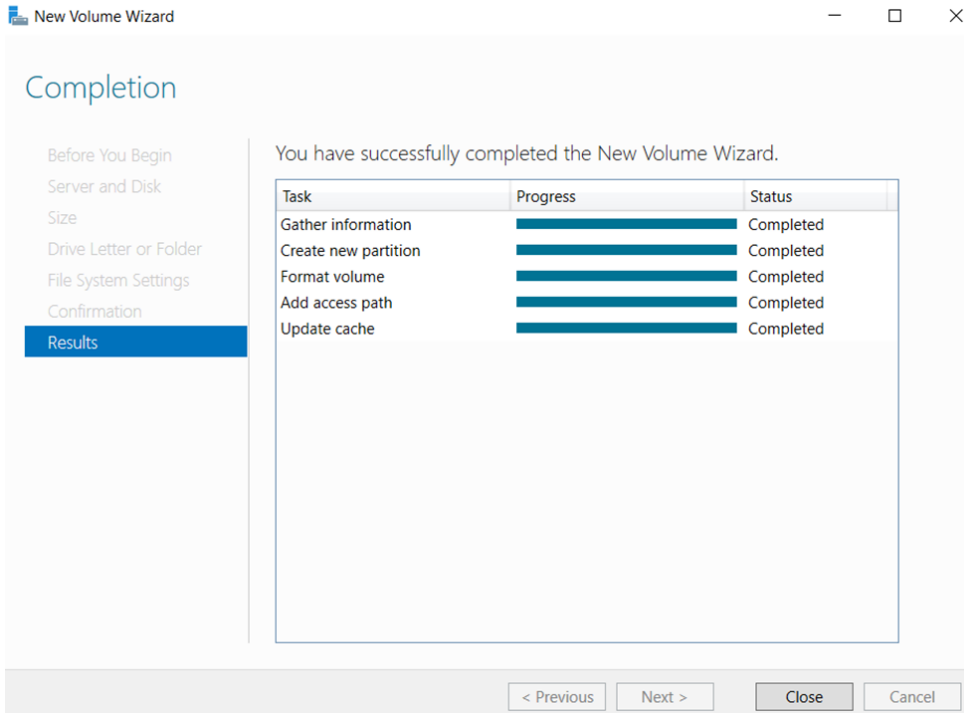 New Volume Wizard
Completion
Before You Begin
Server and Disk
Size
Drive Letter or Folder
File System Settings
Confirmation
Results
You have successfully completed the New Volume Wizard.
Task Progress Status
Gather information Completed
Create new partition Completed
Format volume Completed
Add access path Completed
Update cache Completed
< Previous Next > Close Cancel